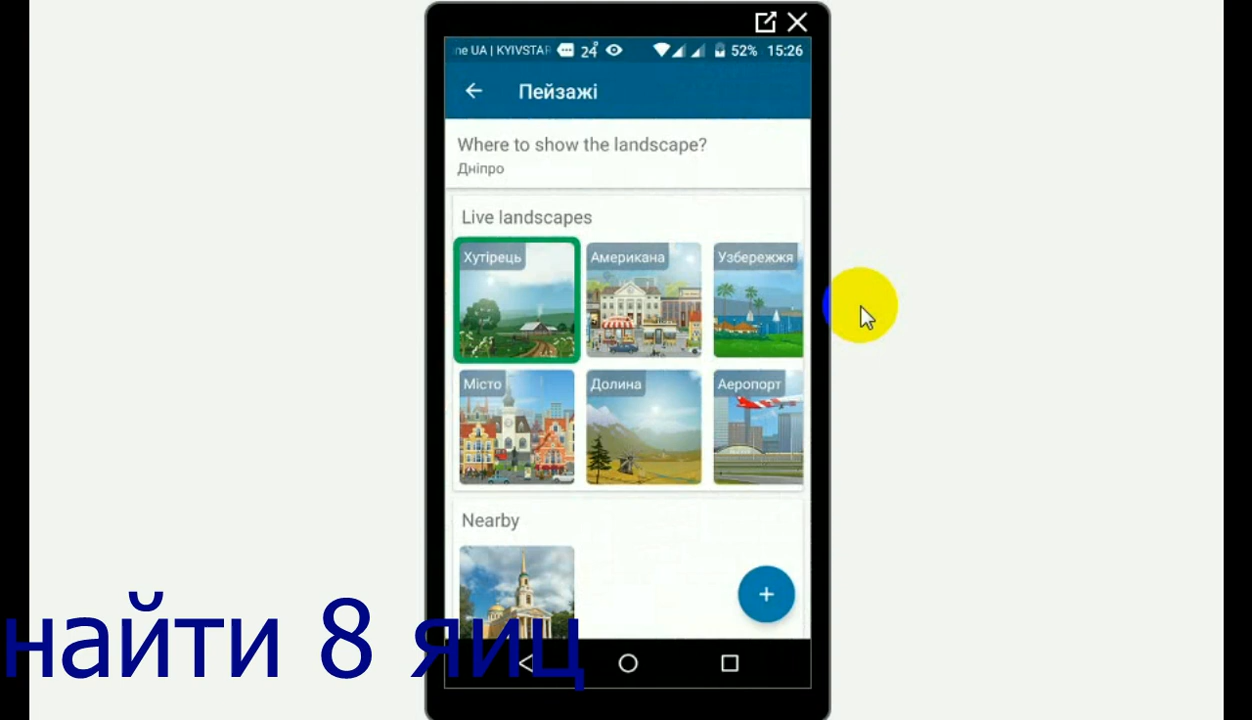 ne UA | KYIVSTAR 24° 52% 15:26
Пейзажі
Where to show the landscape?
Дніпро
Live landscapes
Хутірець Американа Узбережжя
Місто Долина Аеропорт
Nearby
найти 8 яиц